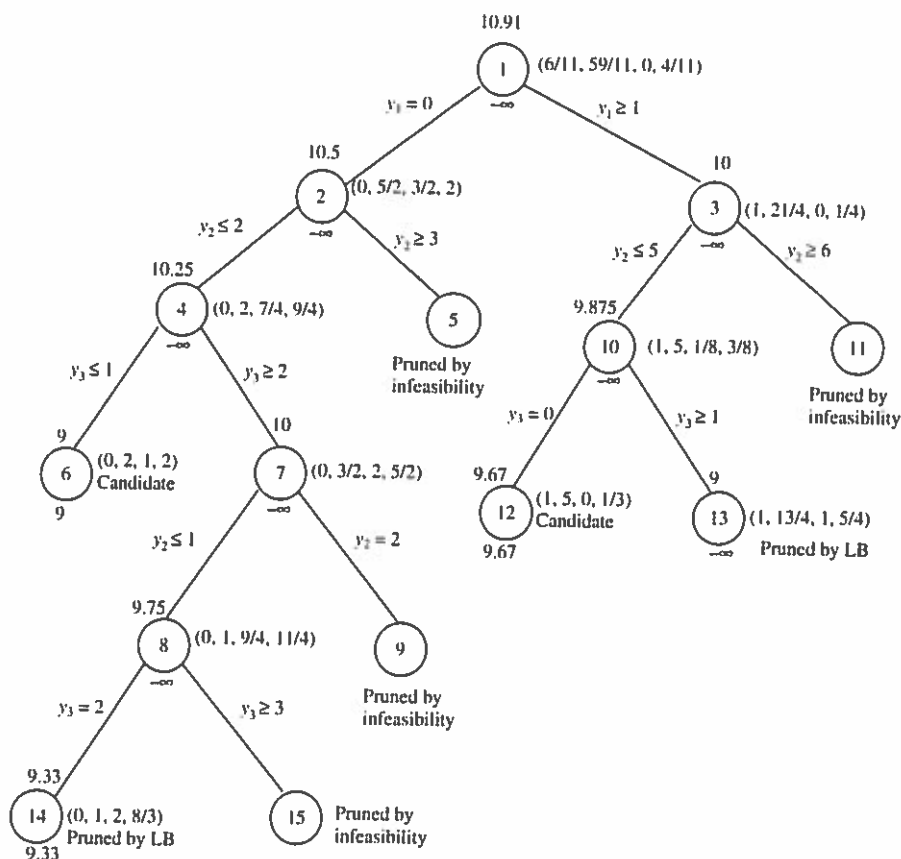 10.91
1
(6/11, 59/11, 0, 4/11)
−∞
y₁ = 0
y₁ ≥ 1
10.5
2
(0, 5/2, 3/2, 2)
−∞
10
3
(1, 21/4, 0, 1/4)
−∞
y₂ ≤ 2
y₂ ≥ 3
y₂ ≤ 5
y₂ ≥ 6
10.25
4
(0, 2, 7/4, 9/4)
−∞
5
Pruned by
infeasibility
9.875
10
(1, 5, 1/8, 3/8)
−∞
11
Pruned by
infeasibility
y₃ ≤ 1
y₃ ≥ 2
y₃ = 0
y₃ ≥ 1
9
6
(0, 2, 1, 2)
Candidate
9
10
7
(0, 3/2, 2, 5/2)
−∞
9.67
12
(1, 5, 0, 1/3)
Candidate
9.67
9
13
(1, 13/4, 1, 5/4)
−∞
Pruned by LB
y₂ ≤ 1
y₂ = 2
9.75
8
(0, 1, 9/4, 11/4)
−∞
9
Pruned by
infeasibility
y₃ = 2
y₃ ≥ 3
9.33
14
(0, 1, 2, 8/3)
Pruned by LB
9.33
15
Pruned by
infeasibility